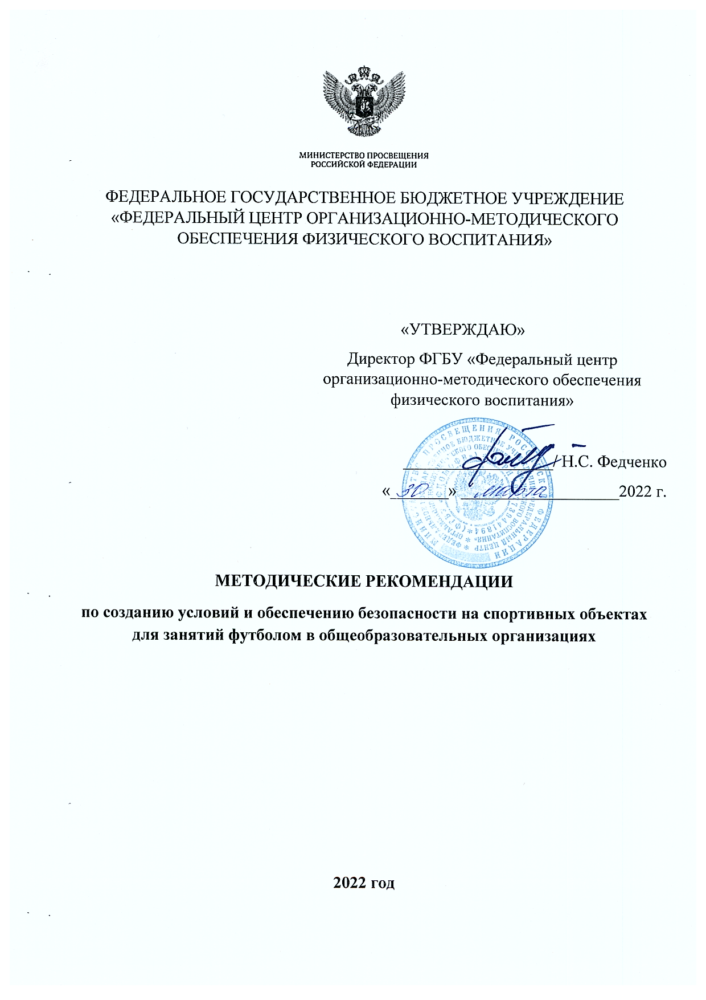 МИНИСТЕРСТВО ПРОСВЕЩЕНИЯ
РОССИЙСКОЙ ФЕДЕРАЦИИ
ФЕДЕРАЛЬНОЕ ГОСУДАРСТВЕННОЕ БЮДЖЕТНОЕ УЧРЕЖДЕНИЕ
«ФЕДЕРАЛЬНЫЙ ЦЕНТР ОРГАНИЗАЦИОННО-МЕТОДИЧЕСКОГО
ОБЕСПЕЧЕНИЯ ФИЗИЧЕСКОГО ВОСПИТАНИЯ»
«УТВЕРЖДАЮ»
Директор ФГБУ «Федеральный центр
организационно-методического обеспечения
физического воспитания»
/ Н.С. Федченко
«30» марта 2022 г.
МЕТОДИЧЕСКИЕ РЕКОМЕНДАЦИИ
по созданию условий и обеспечению безопасности на спортивных объектах
для занятий футболом в общеобразовательных организациях
2022 год